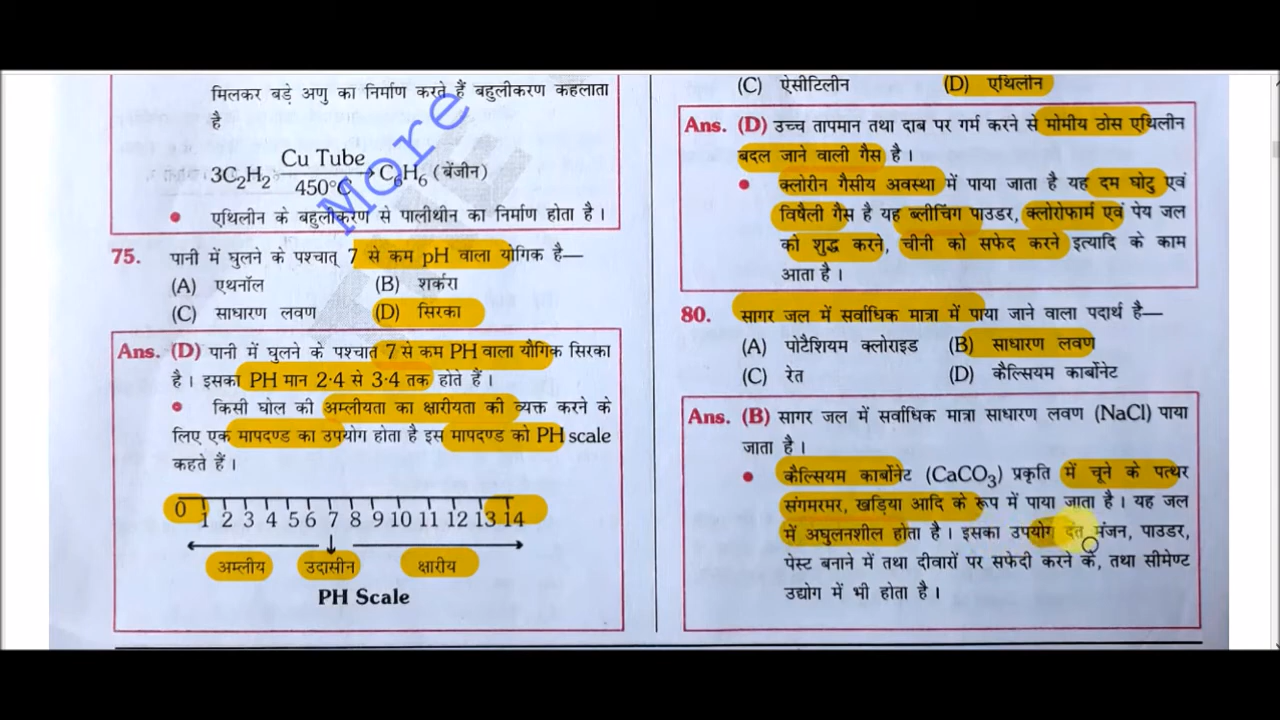 मिलकर बड़े अणु का निर्माण करते हैं बहुलीकरण कहलाता
है
3C₂H₂ Cu Tube 450°C → C₆H₆ (बेंजीन)
• एथिलीन के बहुलीकरण से पालीथीन का निर्माण होता है।
75. पानी में घुलने के पश्चात् 7 से कम pH वाला योगिक है—
(A) एथनॉल (B) शर्करा
(C) साधारण लवण (D) सिरका
Ans. (D) पानी में घुलने के पश्चात 7 से कम PH वाला यौगिक सिरका
है। इसका PH मान 2·4 से 3·4 तक होते हैं।
• किसी घोल की अम्लीयता का क्षारीयता की व्यक्त करने के
लिए एक मापदण्ड का उपयोग होता है इस मापदण्ड को PH scale
कहते हैं।
0 1 2 3 4 5 6 7 8 9 10 11 12 13 14
अम्लीय उदासीन क्षारीय
PH Scale
More
(C) ऐसीटिलीन (D) एथिलीन
Ans. (D) उच्च तापमान तथा दाब पर गर्म करने से मोमीय ठोस एथिलीन
बदल जाने वाली गैस है।
• क्लोरीन गैसीय अवस्था में पाया जाता है यह दम घोटु एवं
विषैली गैस है यह ब्लीचिंग पाउडर, क्लोरोफार्म एवं पेय जल
को शुद्ध करने, चीनी को सफेद करने इत्यादि के काम
आता है।
80. सागर जल में सर्वाधिक मात्रा में पाया जाने वाला पदार्थ है—
(A) पोटैशियम क्लोराइड (B) साधारण लवण
(C) रेत (D) कैल्सियम कार्बोनेट
Ans. (B) सागर जल में सर्वाधिक मात्रा साधारण लवण (NaCl) पाया
जाता है।
• कैल्सियम कार्बोनेट (CaCO₃) प्रकृति में चूने के पत्थर
संगमरमर, खड़िया आदि के रूप में पाया जाता है। यह जल
में अघुलनशील होता है। इसका उपयोग दंत मंजन, पाउडर,
पेस्ट बनाने में तथा दीवारों पर सफेदी करने के, तथा सीमेण्ट
उद्योग में भी होता है।